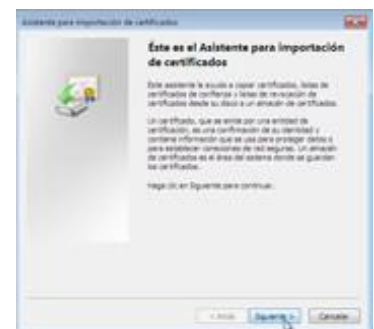 Asistente para importación de certificados
Éste es el Asistente para importación
de certificados
Este asistente le ayuda a copiar certificados, listas de
certificados de confianza y listas de revocación de
certificados desde su disco a un almacén de certificados.
Un certificado, que se emite por una entidad de
certificación, es una confirmación de su identidad y
contiene información que se usa para proteger datos o
para establecer conexiones de red seguras. Un almacén
de certificados es el área del sistema donde se guardan
los certificados.
Haga clic en Siguiente para continuar.
< Atrás
Siguiente >
Cancelar